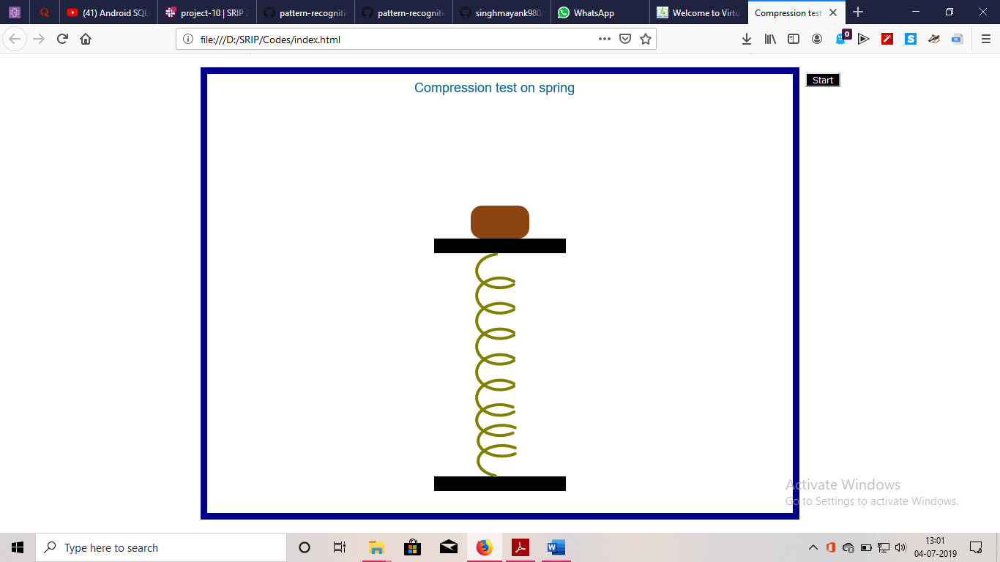 (41) Android SQL
project-10 | SRIP 2
pattern-recogniti
pattern-recogniti
singhmayank980
WhatsApp
Welcome to Virtu
Compression test
file:///D:/SRIP/Codes/index.html
0
S
Start
Compression test on spring
Activate Windows
Go to Settings to activate Windows.
Type here to search
13:01
04-07-2019